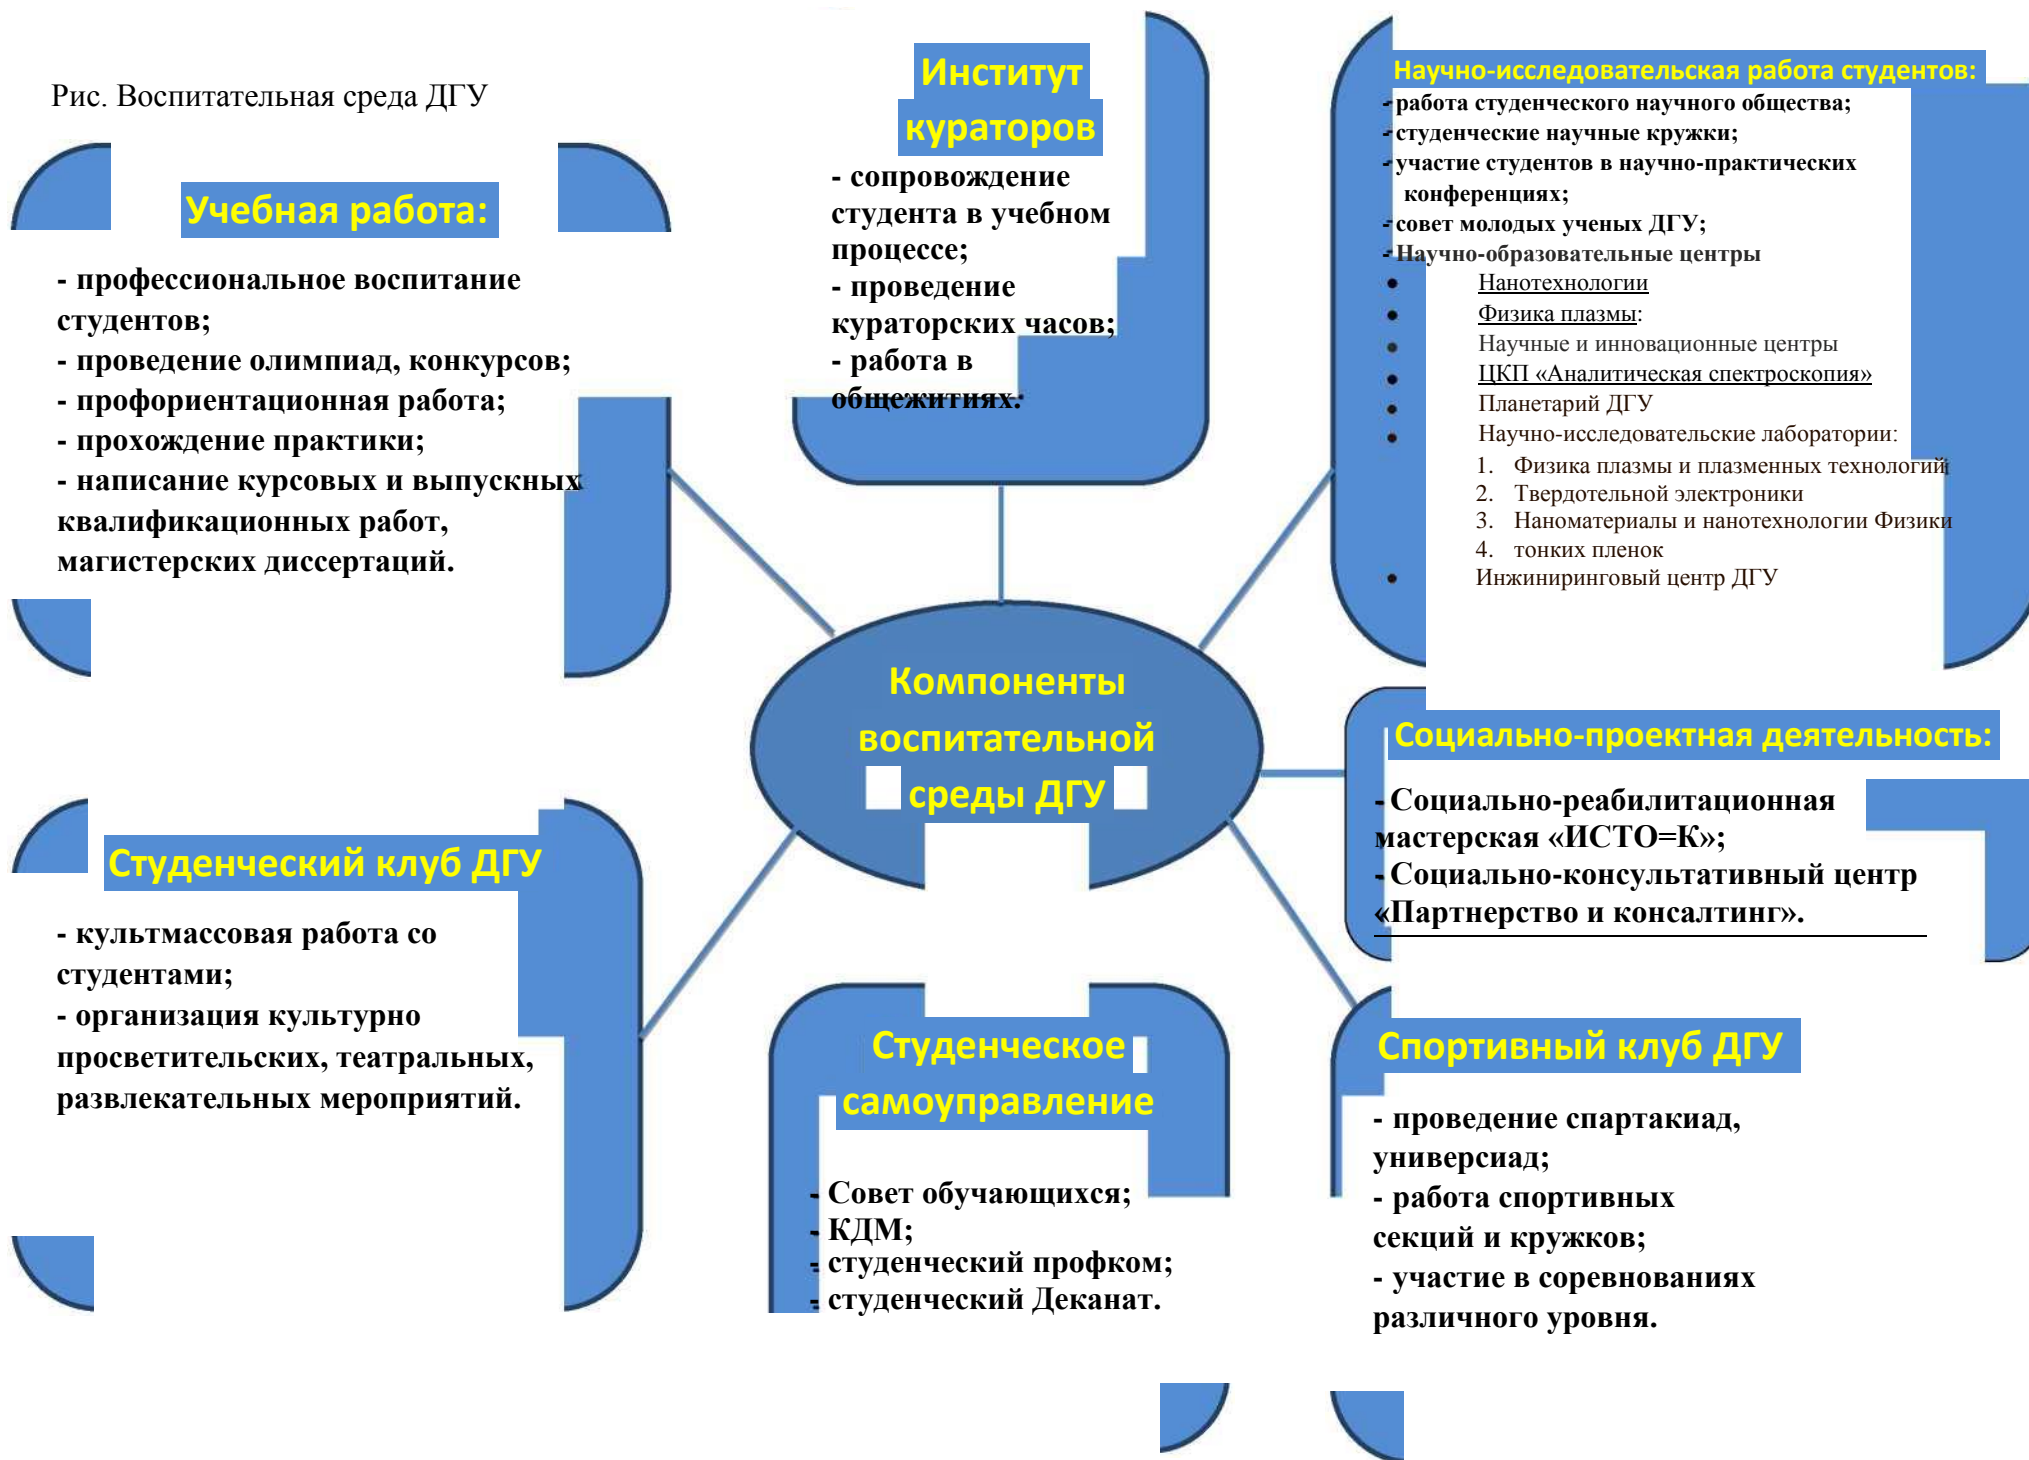 Рис. Воспитательная среда ДГУ
Учебная работа:
- профессиональное воспитание
студентов;
- проведение олимпиад, конкурсов;
- профориентационная работа;
- прохождение практики;
- написание курсовых и выпускных
квалификационных работ,
магистерских диссертаций.
Институт
кураторов
- сопровождение
студента в учебном
процессе;
- проведение
кураторских часов;
- работа в
общежитиях.
Научно-исследовательская работа студентов:
- работа студенческого научного общества;
- студенческие научные кружки;
- участие студентов в научно-практических
конференциях;
- совет молодых ученых ДГУ;
- Научно-образовательные центры
• Нанотехнологии
• Физика плазмы:
• Научные и инновационные центры
• ЦКП «Аналитическая спектроскопия»
• Планетарий ДГУ
• Научно-исследовательские лаборатории:
1. Физика плазмы и плазменных технологий
2. Твердотельной электроники
3. Наноматериалы и нанотехнологии Физики
4. тонких пленок
• Инжиниринговый центр ДГУ
Компоненты
воспитательной
среды ДГУ
Социально-проектная деятельность:
- Социально-реабилитационная
мастерская «ИСТО=К»;
- Социально-консультативный центр
«Партнерство и консалтинг».
Студенческий клуб ДГУ
- культмассовая работа со
студентами;
- организация культурно
просветительских, театральных,
развлекательных мероприятий.
Студенческое
самоуправление
- Совет обучающихся;
- КДМ;
- студенческий профком;
- студенческий Деканат.
Спортивный клуб ДГУ
- проведение спартакиад,
универсиад;
- работа спортивных
секций и кружков;
- участие в соревнованиях
различного уровня.